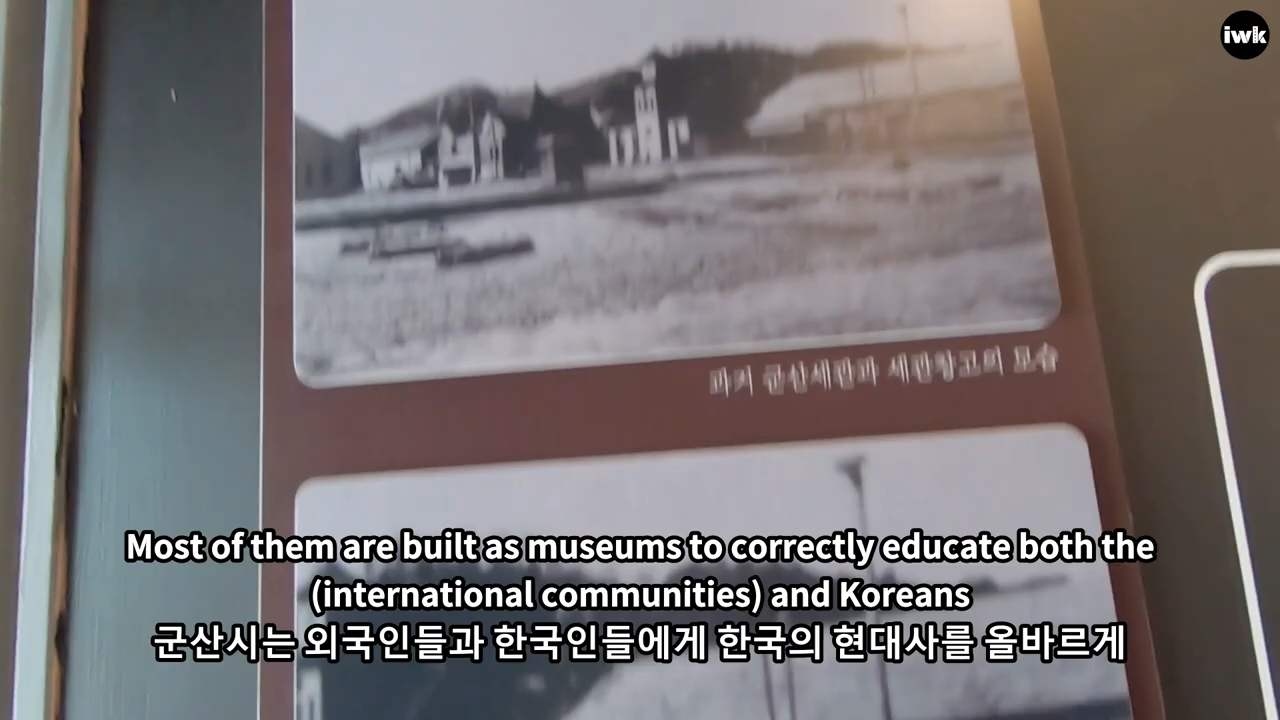 iwk
과거 군산세관과 세관창고의 모습
Most of them are built as museums to correctly educate both the
(international communities) and Koreans
군산시는 외국인들과 한국인들에게 한국의 현대사를 올바르게